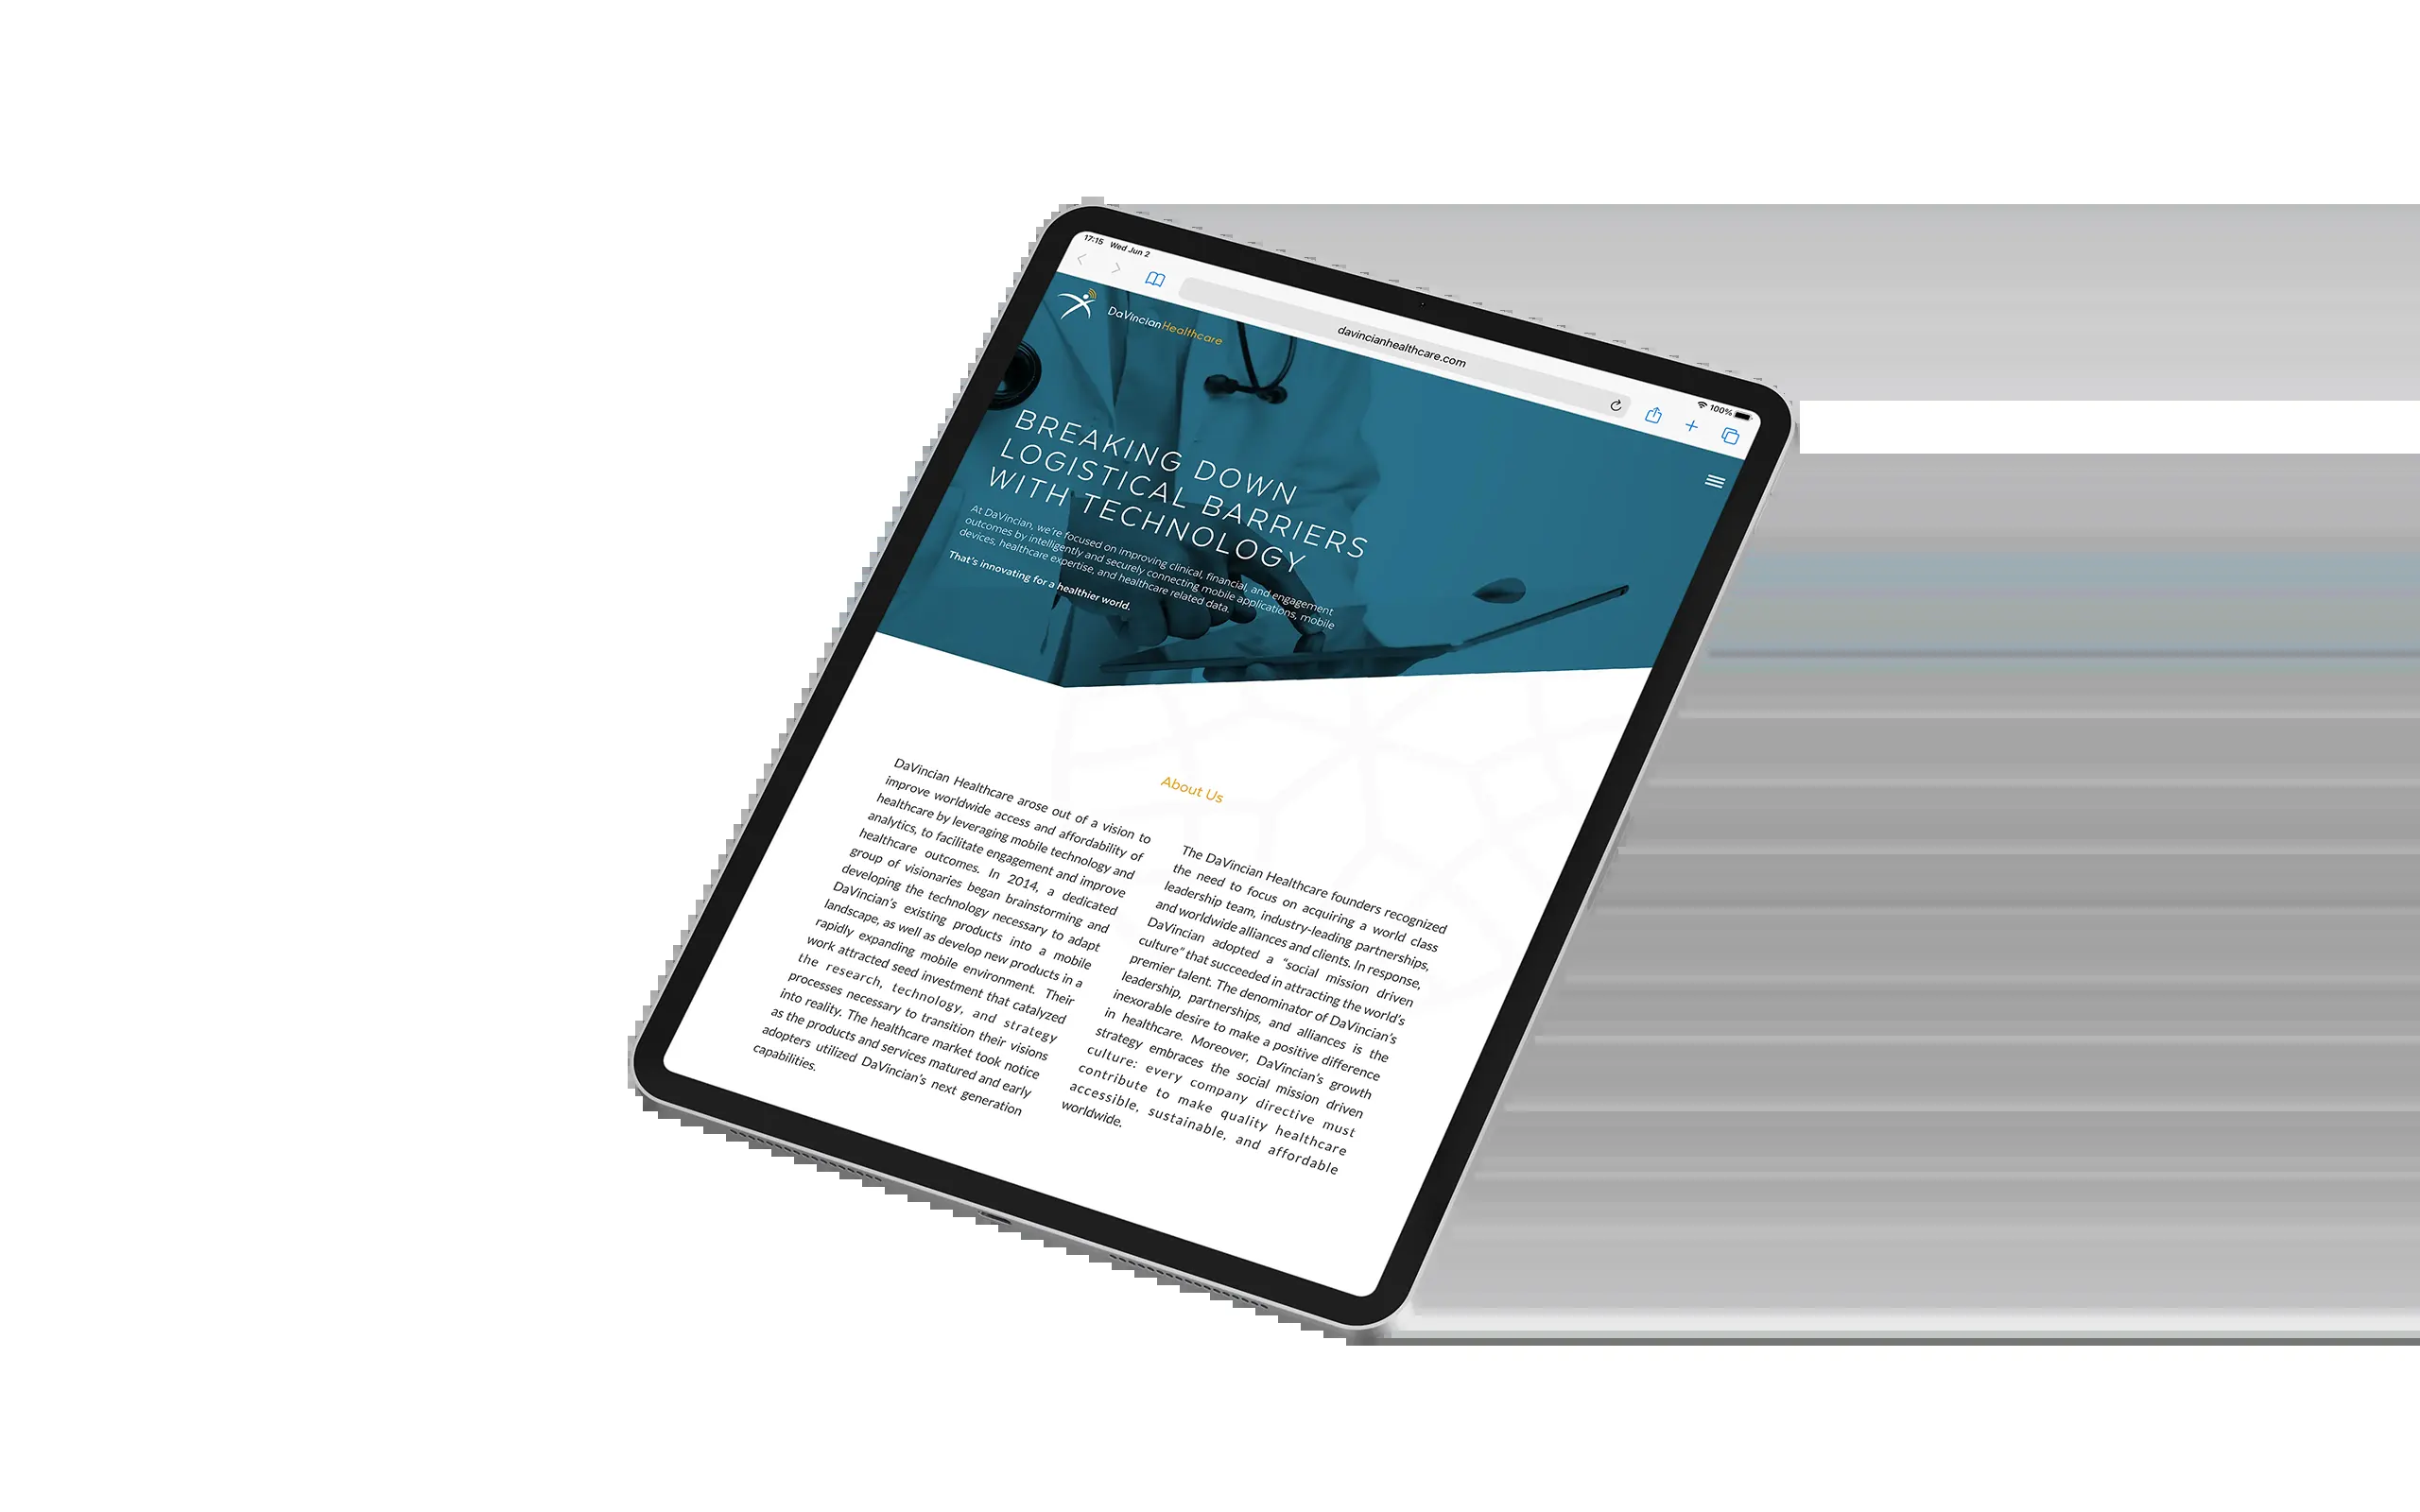 17:15 Wed Jun 2
100%
davincianhealthcare.com
DaVincianHealthcare
BREAKING DOWN
LOGISTICAL BARRIERS
WITH TECHNOLOGY
At DaVincian, we're focused on improving clinical, financial, and engagement
outcomes by intelligently and securely connecting mobile applications, mobile
devices, healthcare expertise, and healthcare related data.
That's innovating for a healthier world.
About Us
DaVincian Healthcare arose out of a vision to
improve worldwide access and affordability of
healthcare by leveraging mobile technology and
analytics, to facilitate engagement and improve
healthcare outcomes. In 2014, a dedicated
group of visionaries began brainstorming and
developing the technology necessary to adapt
DaVincian's existing products into a mobile
landscape, as well as develop new products in a
rapidly expanding mobile environment. Their
work attracted seed investment that catalyzed
the research, technology, and strategy
processes necessary to transition their visions
into reality. The healthcare market took notice
as the products and services matured and early
adopters utilized DaVincian's next generation
capabilities.
The DaVincian Healthcare founders recognized
the need to focus on acquiring a world class
leadership team, industry-leading partnerships,
and worldwide alliances and clients. In response,
DaVincian adopted a "social mission driven
culture" that succeeded in attracting the world's
premier talent. The denominator of DaVincian's
leadership, partnerships, and alliances is the
inexorable desire to make a positive difference
in healthcare. Moreover, DaVincian's growth
strategy embraces the social mission driven
culture: every company directive must
contribute to make quality healthcare
accessible, sustainable, and affordable
worldwide.